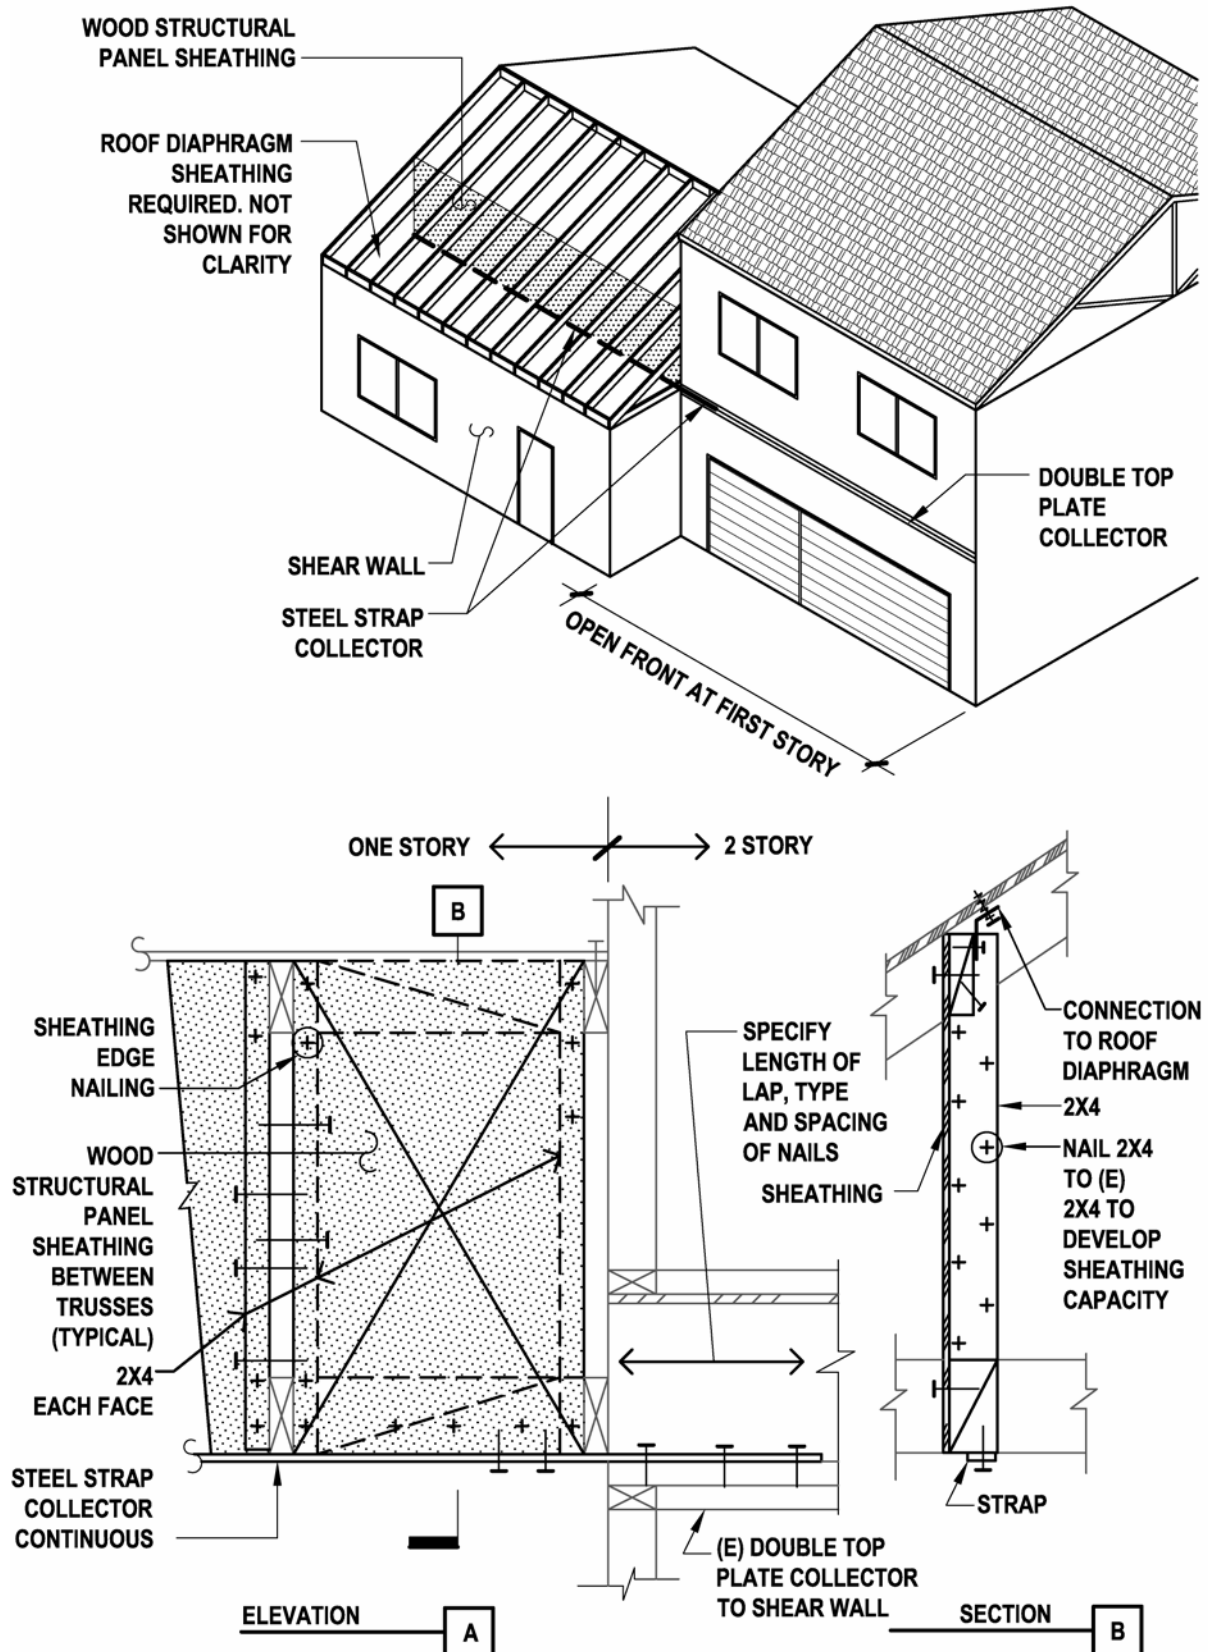 WOOD STRUCTURAL
PANEL SHEATHING
ROOF DIAPHRAGM
SHEATHING
REQUIRED. NOT
SHOWN FOR
CLARITY
DOUBLE TOP
PLATE
COLLECTOR
SHEAR WALL
STEEL STRAP
COLLECTOR
OPEN FRONT AT FIRST STORY
ONE STORY
2 STORY
B
SHEATHING
EDGE
NAILING
WOOD
STRUCTURAL
PANEL
SHEATHING
BETWEEN
TRUSSES
(TYPICAL)
2X4
EACH FACE
STEEL STRAP
COLLECTOR
CONTINUOUS
SPECIFY
LENGTH OF
LAP, TYPE
AND SPACING
OF NAILS
SHEATHING
CONNECTION
TO ROOF
DIAPHRAGM
2X4
NAIL 2X4
TO (E)
2X4 TO
DEVELOP
SHEATHING
CAPACITY
STRAP
(E) DOUBLE TOP
PLATE COLLECTOR
TO SHEAR WALL
ELEVATION
A
SECTION
B